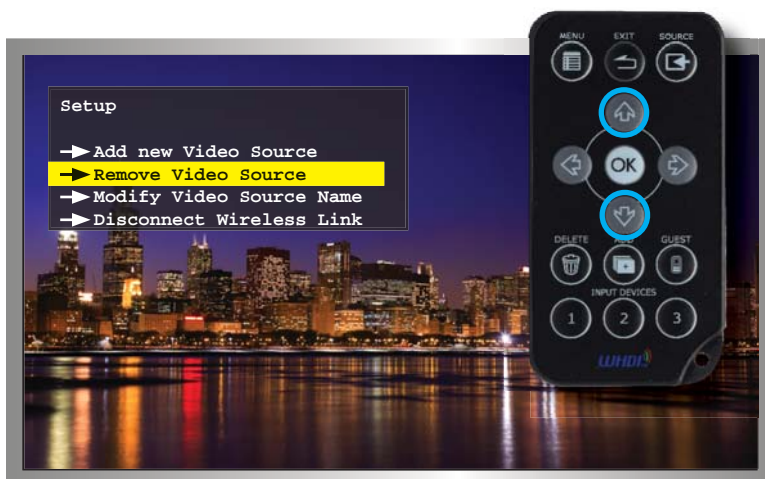 Setup
Add new Video Source
Remove Video Source
Modify Video Source Name
Disconnect Wireless Link
MENU EXIT SOURCE
OK
DELETE ADD GUEST
INPUT DEVICES
1 2 3
WHDI